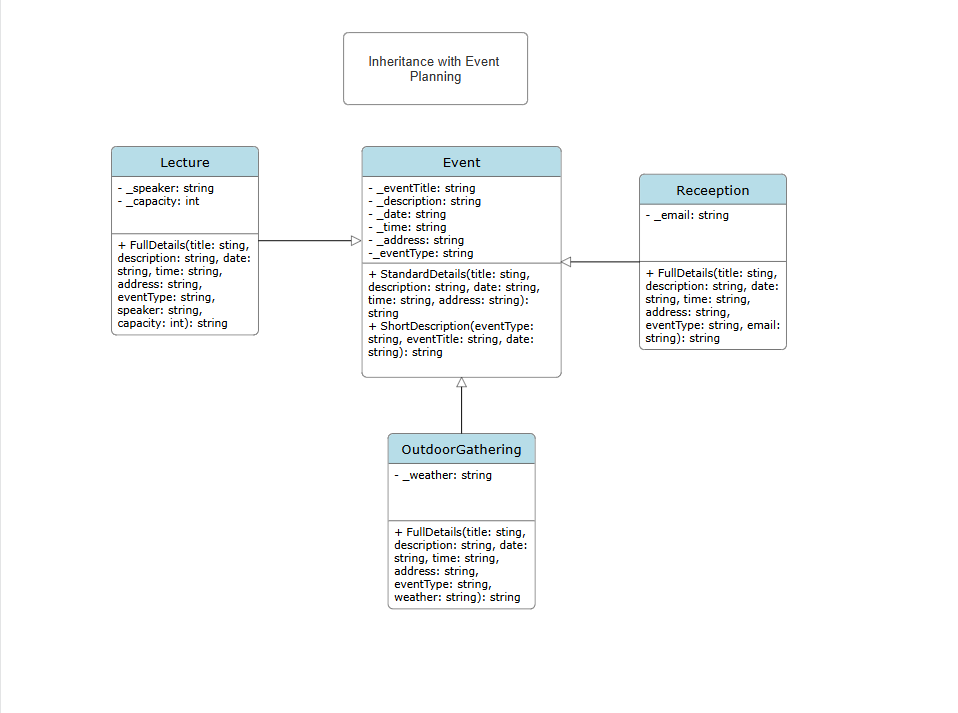 Inheritance with Event
Planning
Lecture
- _speaker: string
- _capacity: int
+ FullDetails(title: sting,
description: string, date:
string, time: string,
address: string,
eventType: string,
speaker: string,
capacity: int): string
Event
- _eventTitle: string
- _description: string
- _date: string
- _time: string
- _address: string
-_eventType: string
+ StandardDetails(title: sting,
description: string, date: string,
time: string, address: string):
string
+ ShortDescription(eventType:
string, eventTitle: string, date:
string): string
Receeption
- _email: string
+ FullDetails(title: sting,
description: string, date:
string, time: string,
address: string,
eventType: string, email:
string): string
OutdoorGathering
- _weather: string
+ FullDetails(title: sting,
description: string, date:
string, time: string,
address: string,
eventType: string,
weather: string): string